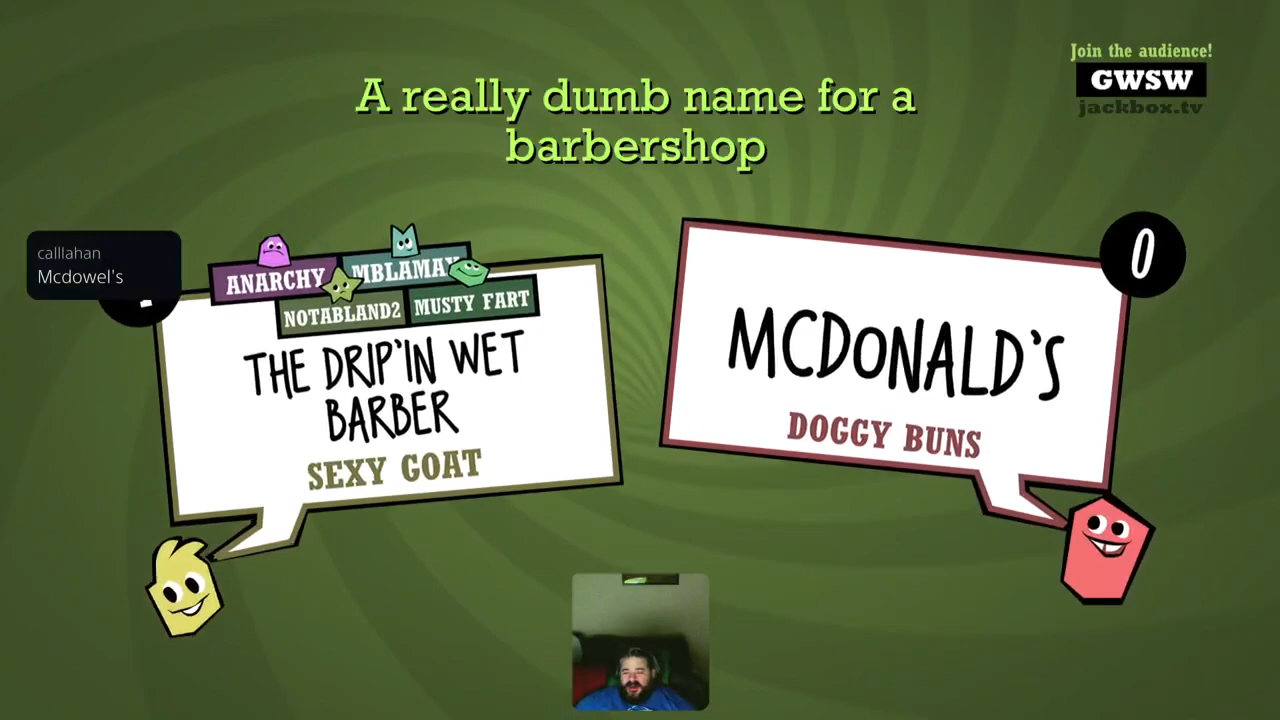 Join the audience!
GWSW
jackbox.tv
A really dumb name for a
barbershop
calllahan
Mcdowel's
ANARCHY
MBLAMAY
NOTABLAND2
MUSTY FART
THE DRIP'IN WET
BARBER
SEXY GOAT
0
MCDONALD'S
DOGGY BUNS